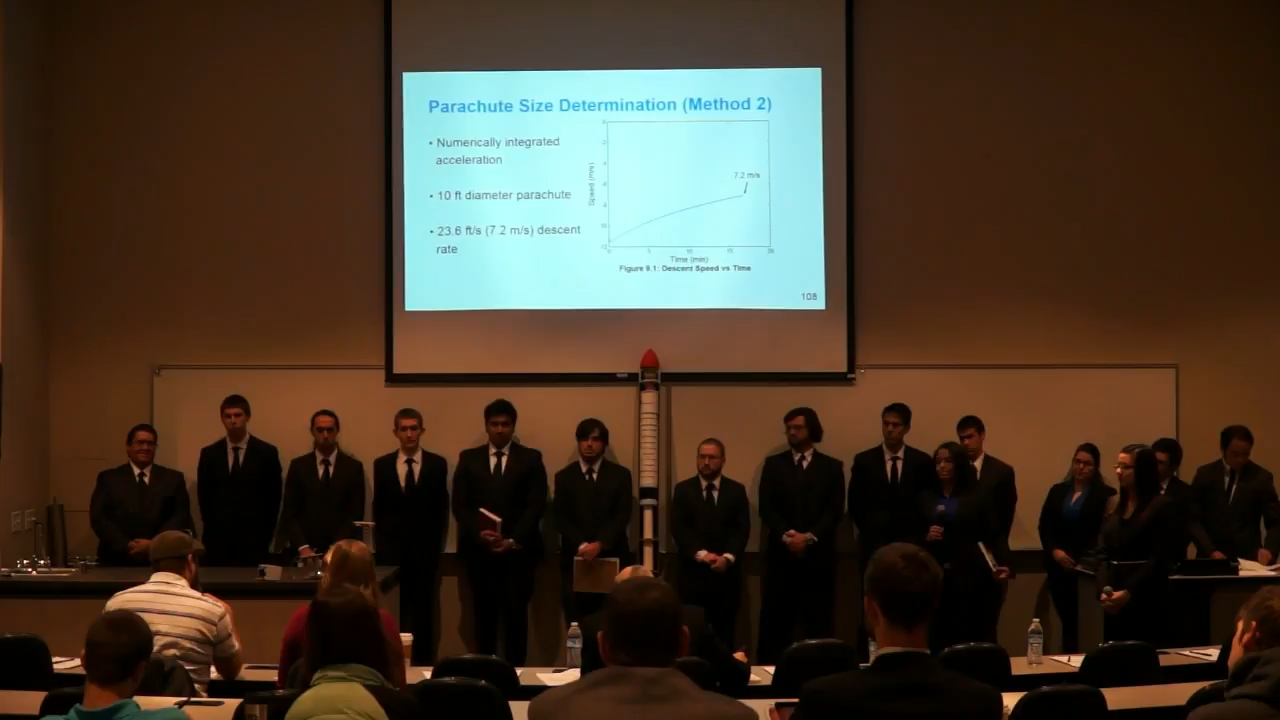 Parachute Size Determination (Method 2)
• Numerically integrated
acceleration
• 10 ft diameter parachute
• 23.6 ft/s (7.2 m/s) descent
rate
7.2 m/s
Speed (m/s)
Time (min)
Figure 9.1: Descent Speed vs Time
108